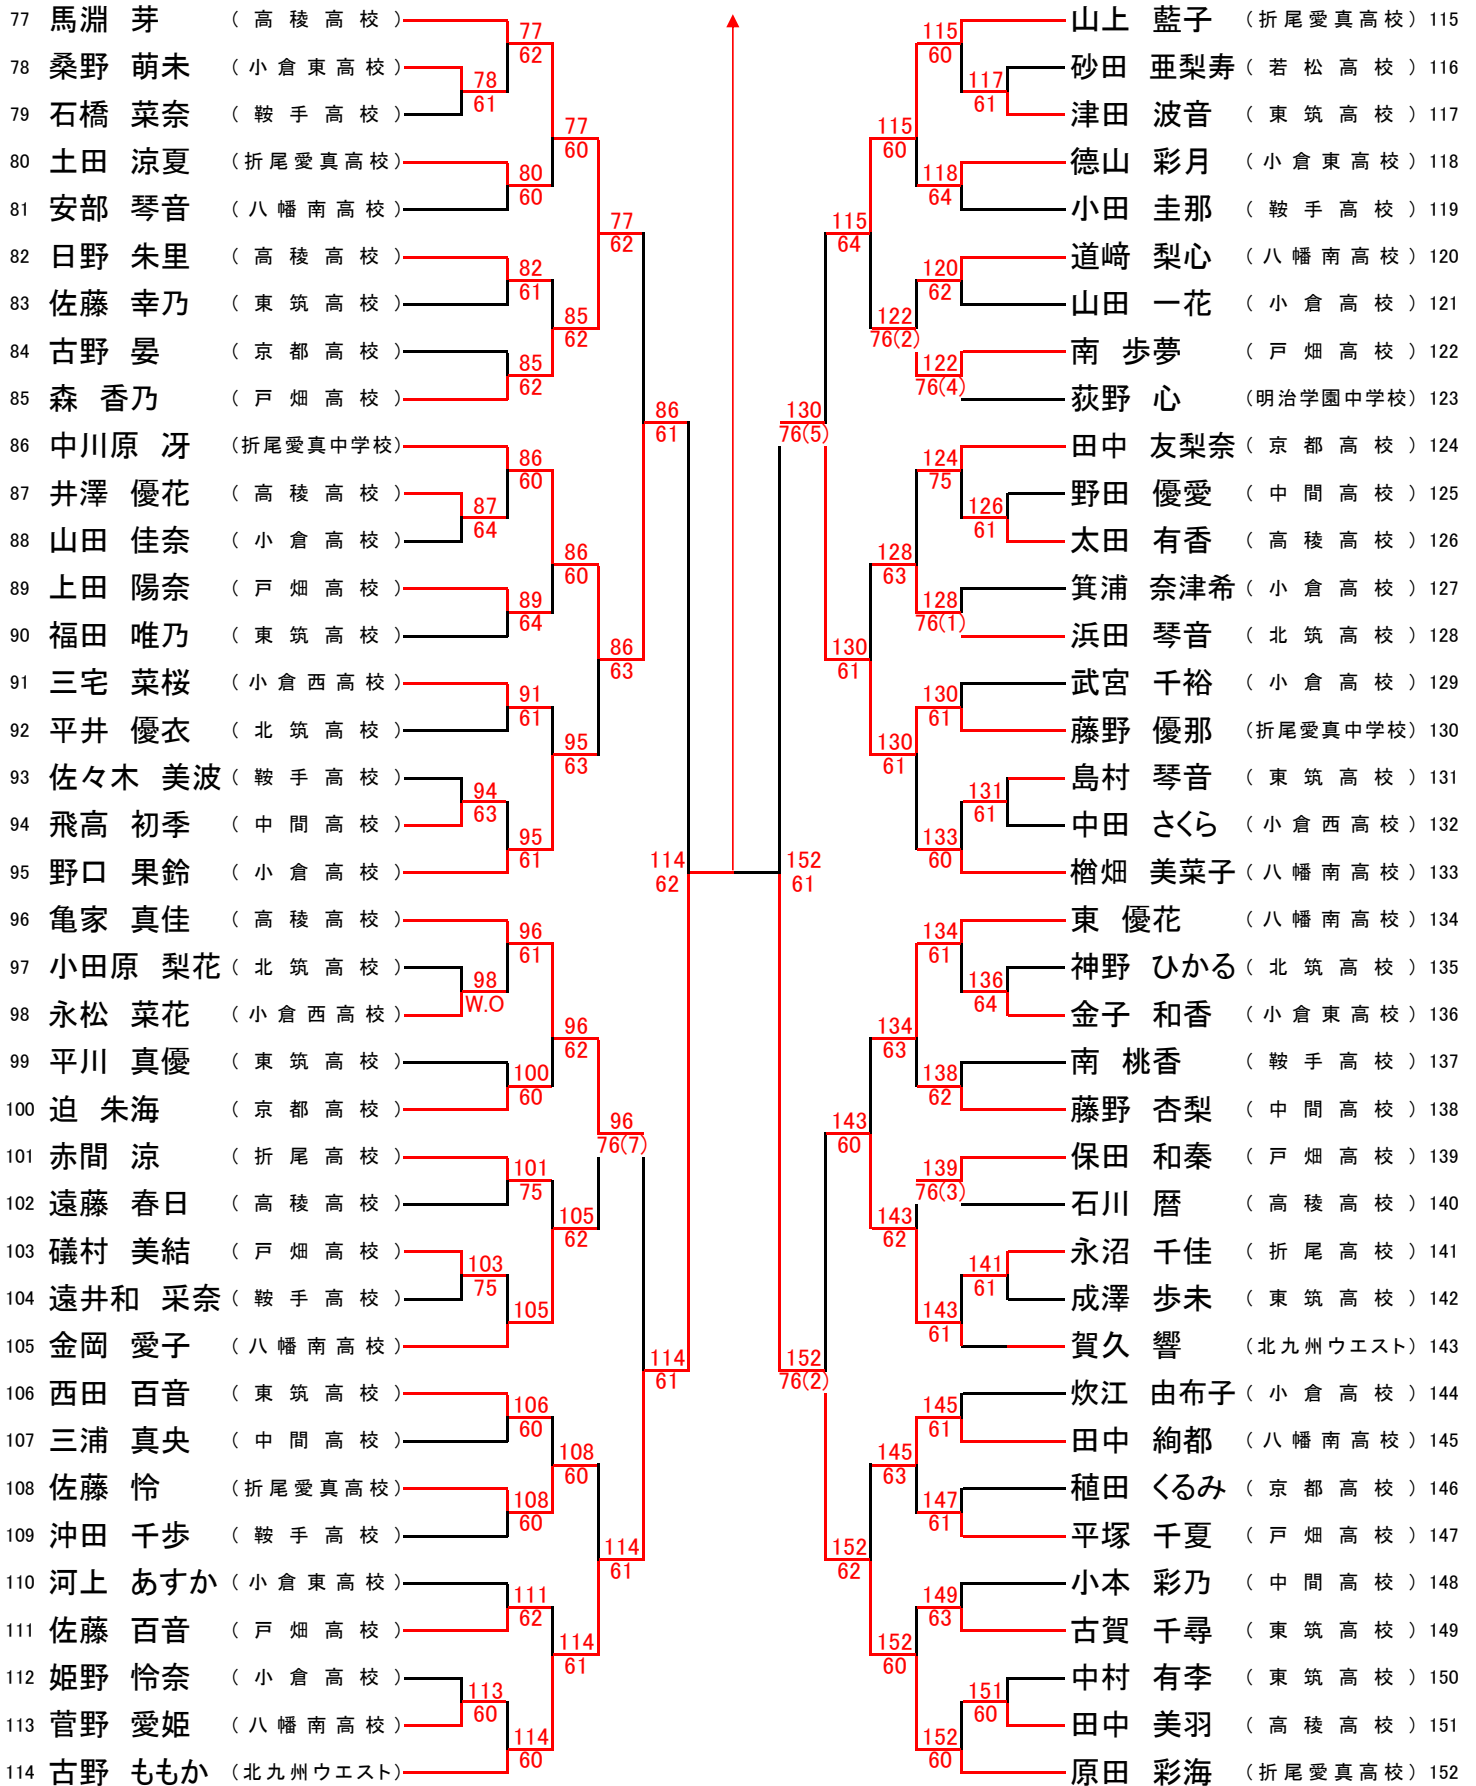 77 馬淵 芽 (高稜高校)
78 桑野 萌未 (小倉東高校)
79 石橋 菜奈 (鞍手高校)
80 土田 涼夏 (折尾愛真高校)
81 安部 琴音 (八幡南高校)
82 日野 朱里 (高稜高校)
83 佐藤 幸乃 (東筑高校)
84 古野 晏 (京都高校)
85 森 香乃 (戸畑高校)
86 中川原 冴 (折尾愛真中学校)
87 井澤 優花 (高稜高校)
88 山田 佳奈 (小倉高校)
89 上田 陽奈 (戸畑高校)
90 福田 唯乃 (東筑高校)
91 三宅 菜桜 (小倉西高校)
92 平井 優衣 (北筑高校)
93 佐々木 美波 (鞍手高校)
94 飛高 初季 (中間高校)
95 野口 果鈴 (小倉高校)
96 亀家 真佳 (高稜高校)
97 小田原 梨花 (北筑高校)
98 永松 菜花 (小倉西高校)
99 平川 真優 (東筑高校)
100 迫 朱海 (京都高校)
101 赤間 涼 (折尾高校)
102 遠藤 春日 (高稜高校)
103 礒村 美結 (戸畑高校)
104 遠井和 采奈 (鞍手高校)
105 金岡 愛子 (八幡南高校)
106 西田 百音 (東筑高校)
107 三浦 真央 (中間高校)
108 佐藤 怜 (折尾愛真高校)
109 沖田 千歩 (鞍手高校)
110 河上 あすか (小倉東高校)
111 佐藤 百音 (戸畑高校)
112 姫野 怜奈 (小倉高校)
113 菅野 愛姫 (八幡南高校)
114 古野 ももか (北九州ウエスト)
78
61
87
64
94
63
98
W.O
103
75
113
60
77
62
80
60
82
61
85
62
86
60
89
64
91
61
95
61
96
61
100
60
101
75
105
106
60
108
60
111
62
114
60
77
60
85
62
86
60
95
63
96
62
105
62
108
60
114
61
77
62
86
63
96
76(7)
114
61
86
61
114
61
114
62
152
61
130
76(5)
152
76(2)
115
64
130
61
143
60
152
62
115
60
122
76(2)
128
63
130
61
134
63
143
62
145
63
152
60
115
60
118
64
120
62
122
76(4)
124
75
128
76(1)
130
61
133
60
134
61
138
62
139
76(3)
143
61
145
61
147
61
149
63
152
60
117
61
126
61
131
61
136
64
141
61
151
60
山上 藍子 (折尾愛真高校) 115
砂田 亜梨寿 (若松高校) 116
津田 波音 (東筑高校) 117
德山 彩月 (小倉東高校) 118
小田 圭那 (鞍手高校) 119
道﨑 梨心 (八幡南高校) 120
山田 一花 (小倉高校) 121
南 歩夢 (戸畑高校) 122
荻野 心 (明治学園中学校) 123
田中 友梨奈 (京都高校) 124
野田 優愛 (中間高校) 125
太田 有香 (高稜高校) 126
箕浦 奈津希 (小倉高校) 127
浜田 琴音 (北筑高校) 128
武宮 千裕 (小倉高校) 129
藤野 優那 (折尾愛真中学校) 130
島村 琴音 (東筑高校) 131
中田 さくら (小倉西高校) 132
楢畑 美菜子 (八幡南高校) 133
東 優花 (八幡南高校) 134
神野 ひかる (北筑高校) 135
金子 和香 (小倉東高校) 136
南 桃香 (鞍手高校) 137
藤野 杏梨 (中間高校) 138
保田 和奏 (戸畑高校) 139
石川 暦 (高稜高校) 140
永沼 千佳 (折尾高校) 141
成澤 歩未 (東筑高校) 142
賀久 響 (北九州ウエスト) 143
炊江 由布子 (小倉高校) 144
田中 絢都 (八幡南高校) 145
稙田 くるみ (京都高校) 146
平塚 千夏 (戸畑高校) 147
小本 彩乃 (中間高校) 148
古賀 千尋 (東筑高校) 149
中村 有李 (東筑高校) 150
田中 美羽 (高稜高校) 151
原田 彩海 (折尾愛真高校) 152